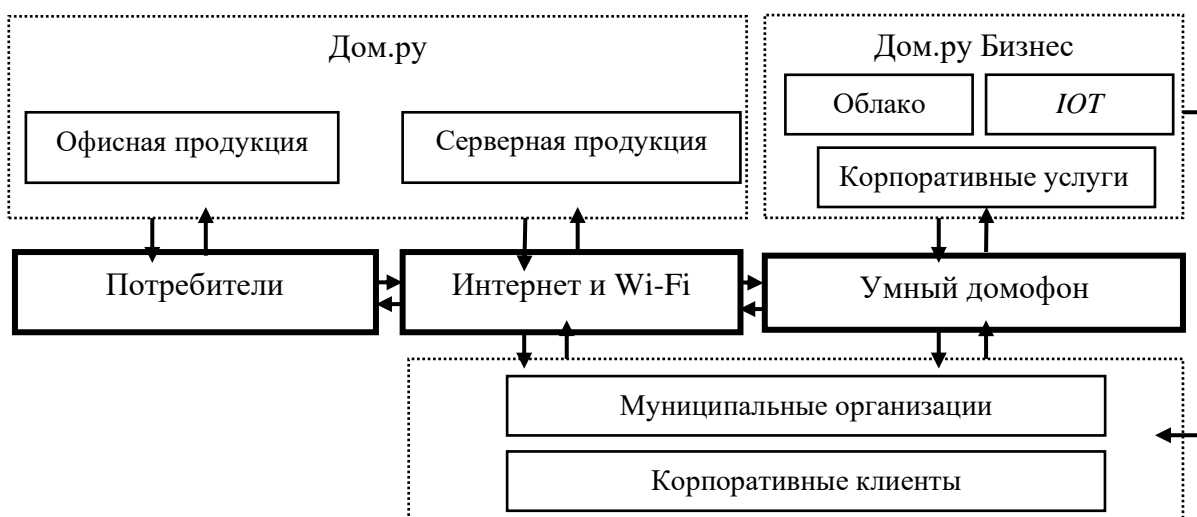 Дом.ру
Офисная продукция
Серверная продукция
Дом.ру Бизнес
Облако
IOT
Корпоративные услуги
Потребители
Интернет и Wi-Fi
Умный домофон
Муниципальные организации
Корпоративные клиенты